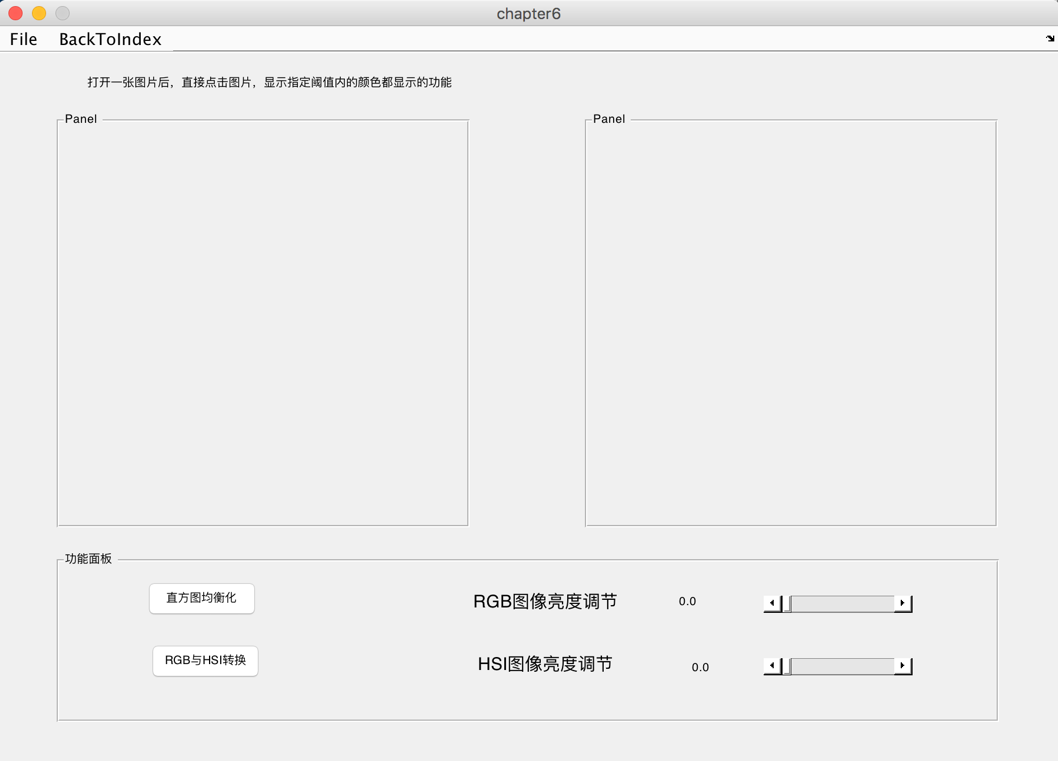 chapter6
File BackToIndex
打开一张图片后，直接点击图片，显示指定阈值内的颜色都显示的功能
Panel
Panel
功能面板
直方图均衡化
RGB图像亮度调节 0.0
RGB与HSI转换
HSI图像亮度调节 0.0